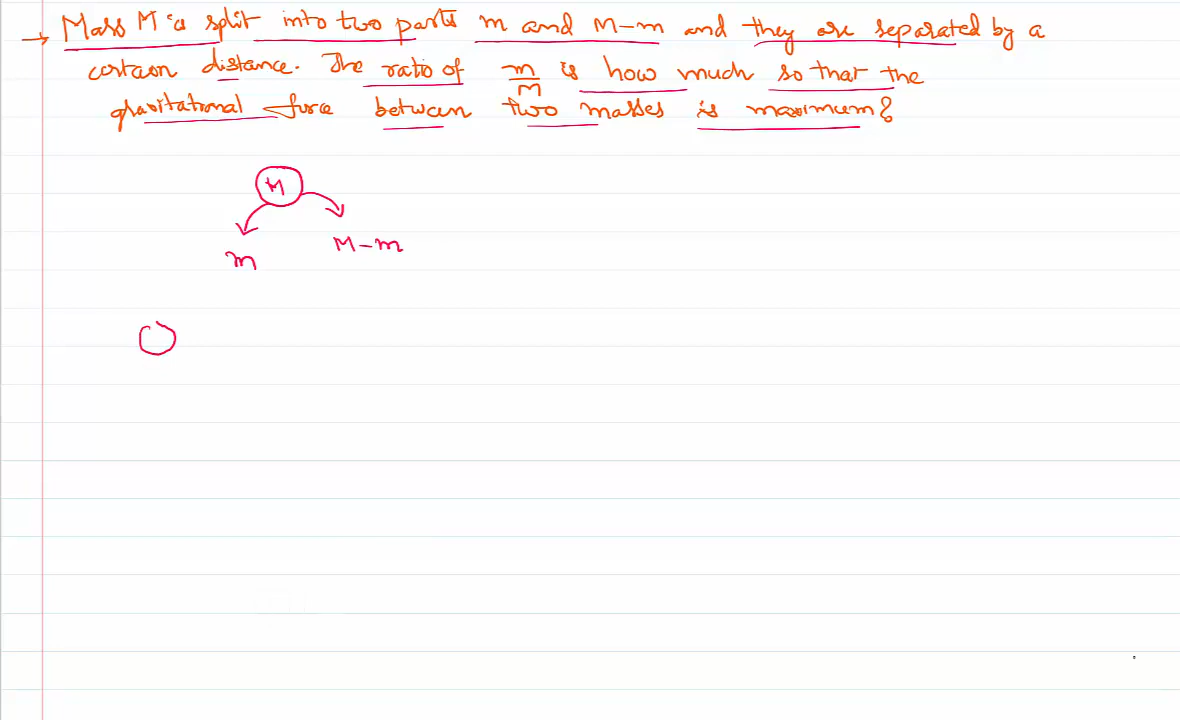 → Mass M is split into two parts m and M-m and they are separated by a
certain distance. The ratio of m/M is how much so that the
gravitational force between two masses is maximum?
M
m M-m